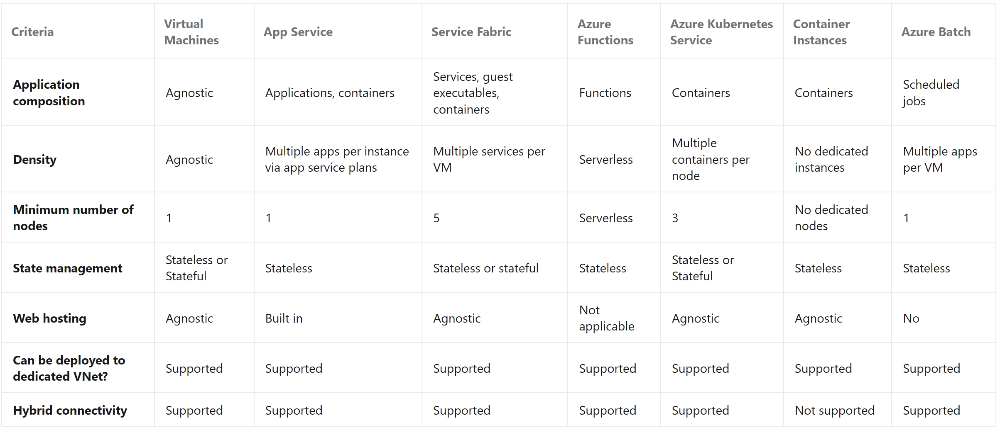 Criteria
Virtual
Machines
App Service
Service Fabric
Azure
Functions
Azure Kubernetes
Service
Container
Instances
Azure Batch
Application
composition
Agnostic
Applications, containers
Services, guest
executables,
containers
Functions
Containers
Containers
Scheduled
jobs
Density
Agnostic
Multiple apps per instance
via app service plans
Multiple services per
VM
Serverless
Multiple
containers per
node
No dedicated
instances
Multiple apps
per VM
Minimum number of
nodes
1
1
5
Serverless
3
No dedicated
nodes
1
State management
Stateless or
Stateful
Stateless
Stateless or stateful
Stateless
Stateless or
Stateful
Stateless
Stateless
Web hosting
Agnostic
Built in
Agnostic
Not
applicable
Agnostic
Agnostic
No
Can be deployed to
dedicated VNet?
Supported
Supported
Supported
Supported
Supported
Supported
Supported
Hybrid connectivity
Supported
Supported
Supported
Supported
Supported
Not supported
Supported